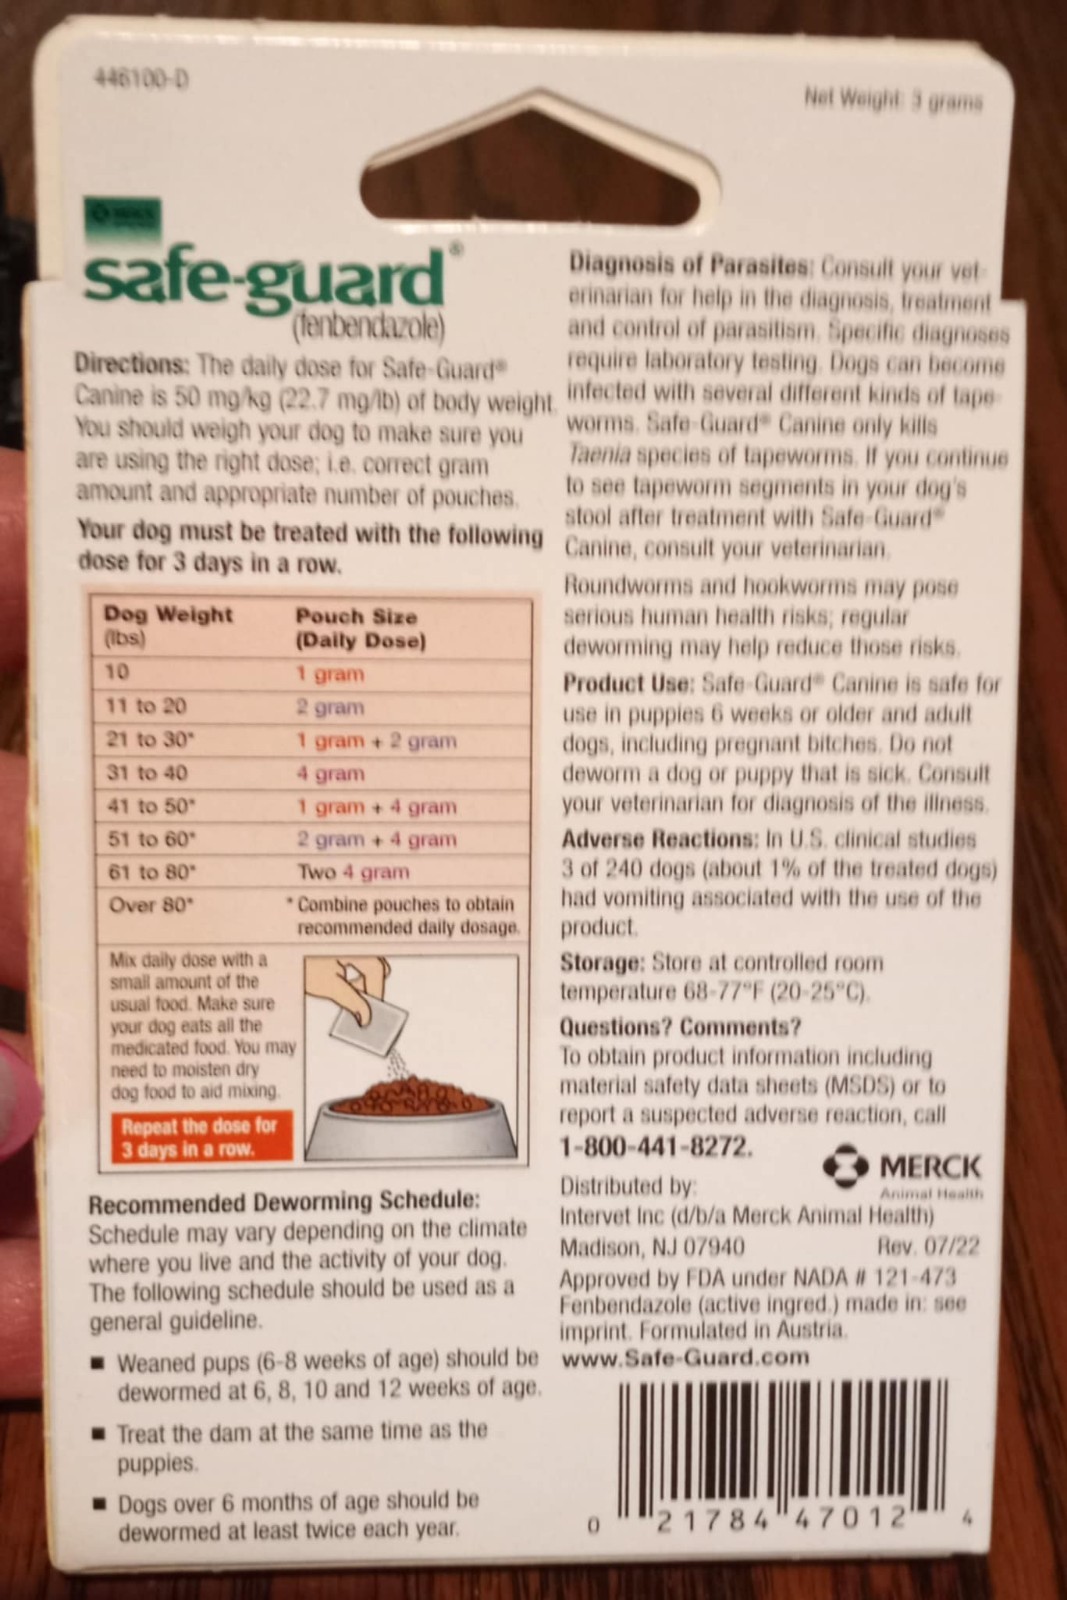 446100-D
Net Weight: 3 grams
MERCK
safe-guard®
(fenbendazole)
Directions: The daily dose for Safe-Guard®
Canine is 50 mg/kg (22.7 mg/lb) of body weight.
You should weigh your dog to make sure you
are using the right dose; i.e. correct gram
amount and appropriate number of pouches.
Your dog must be treated with the following
dose for 3 days in a row.
Dog Weight Pouch Size
(lbs) (Daily Dose)
10 1 gram
11 to 20 2 gram
21 to 30* 1 gram + 2 gram
31 to 40 4 gram
41 to 50* 1 gram + 4 gram
51 to 60* 2 gram + 4 gram
61 to 80* Two 4 gram
Over 80* * Combine pouches to obtain
recommended daily dosage.
Mix daily dose with a
small amount of the
usual food. Make sure
your dog eats all the
medicated food. You may
need to moisten dry
dog food to aid mixing.
Repeat the dose for
3 days in a row.
Recommended Deworming Schedule:
Schedule may vary depending on the climate
where you live and the activity of your dog.
The following schedule should be used as a
general guideline.
■ Weaned pups (6-8 weeks of age) should be
dewormed at 6, 8, 10 and 12 weeks of age.
■ Treat the dam at the same time as the
puppies.
■ Dogs over 6 months of age should be
dewormed at least twice each year.
Diagnosis of Parasites: Consult your vet-
erinarian for help in the diagnosis, treatment
and control of parasitism. Specific diagnoses
require laboratory testing. Dogs can become
infected with several different kinds of tape-
worms. Safe-Guard® Canine only kills
Taenia species of tapeworms. If you continue
to see tapeworm segments in your dog's
stool after treatment with Safe-Guard®
Canine, consult your veterinarian.
Roundworms and hookworms may pose
serious human health risks; regular
deworming may help reduce those risks.
Product Use: Safe-Guard® Canine is safe for
use in puppies 6 weeks or older and adult
dogs, including pregnant bitches. Do not
deworm a dog or puppy that is sick. Consult
your veterinarian for diagnosis of the illness.
Adverse Reactions: In U.S. clinical studies
3 of 240 dogs (about 1% of the treated dogs)
had vomiting associated with the use of the
product.
Storage: Store at controlled room
temperature 68-77°F (20-25°C).
Questions? Comments?
To obtain product information including
material safety data sheets (MSDS) or to
report a suspected adverse reaction, call
1-800-441-8272.
MERCK
Animal Health
Distributed by:
Intervet Inc (d/b/a Merck Animal Health)
Madison, NJ 07940 Rev. 07/22
Approved by FDA under NADA # 121-473
Fenbendazole (active ingred.) made in: see
imprint. Formulated in Austria.
www.Safe-Guard.com
0 21784 47012 4